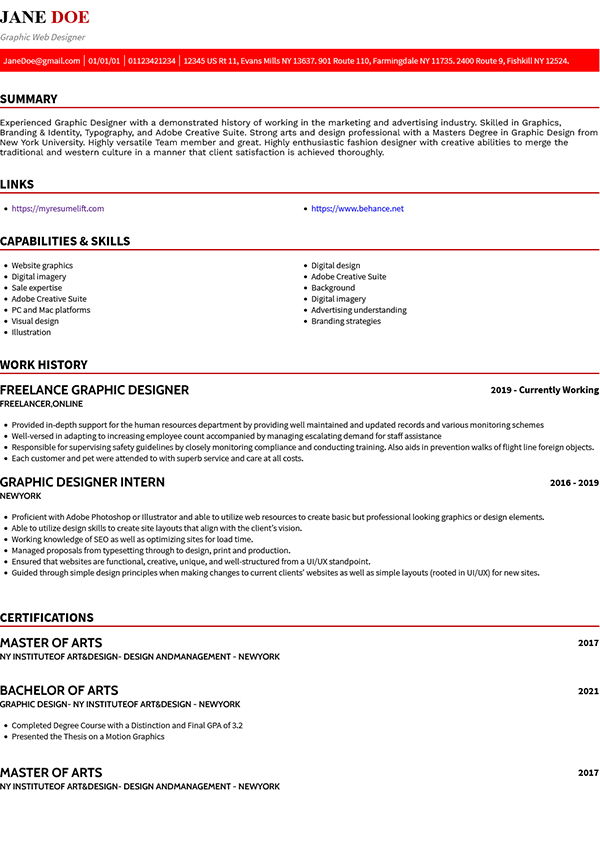 JANE DOE
Graphic Web Designer
JaneDoe@gmail.com | 01/01/01 | 01123421234 | 12345 US Rt 11, Evans Mills NY 13637. 901 Route 110, Farmingdale NY 11735. 2400 Route 9, Fishkill NY 12524.
SUMMARY
Experienced Graphic Designer with a demonstrated history of working in the marketing and advertising industry. Skilled in Graphics,
Branding & Identity, Typography, and Adobe Creative Suite. Strong arts and design professional with a Masters Degree in Graphic Design from
New York University. Highly versatile Team member and great. Highly enthusiastic fashion designer with creative abilities to merge the
traditional and western culture in a manner that client satisfaction is achieved thoroughly.
LINKS
• https://myresumelift.com
• https://www.behance.net
CAPABILITIES & SKILLS
• Website graphics
• Digital imagery
• Sale expertise
• Adobe Creative Suite
• PC and Mac platforms
• Visual design
• Illustration
• Digital design
• Adobe Creative Suite
• Background
• Digital imagery
• Advertising understanding
• Branding strategies
WORK HISTORY
FREELANCE GRAPHIC DESIGNER 2019 - Currently Working
FREELANCER,ONLINE
• Provided in-depth support for the human resources department by providing well maintained and updated records and various monitoring schemes
• Well-versed in adapting to increasing employee count accompanied by managing escalating demand for staff assistance
• Responsible for supervising safety guidelines by closely monitoring compliance and conducting training. Also aids in prevention walks of flight line foreign objects.
• Each customer and pet were attended to with superb service and care at all costs.
GRAPHIC DESIGNER INTERN 2016 - 2019
NEWYORK
• Proficient with Adobe Photoshop or Illustrator and able to utilize web resources to create basic but professional looking graphics or design elements.
• Able to utilize design skills to create site layouts that align with the client's vision.
• Working knowledge of SEO as well as optimizing sites for load time.
• Managed proposals from typesetting through to design, print and production.
• Ensured that websites are functional, creative, unique, and well-structured from a UI/UX standpoint.
• Guided through simple design principles when making changes to current clients' websites as well as simple layouts (rooted in UI/UX) for new sites.
CERTIFICATIONS
MASTER OF ARTS 2017
NY INSTITUTEOF ART&DESIGN- DESIGN ANDMANAGEMENT - NEWYORK
BACHELOR OF ARTS 2021
GRAPHIC DESIGN- NY INSTITUTEOF ART&DESIGN - NEWYORK
• Completed Degree Course with a Distinction and Final GPA of 3.2
• Presented the Thesis on a Motion Graphics
MASTER OF ARTS 2017
NY INSTITUTEOF ART&DESIGN- DESIGN ANDMANAGEMENT - NEWYORK